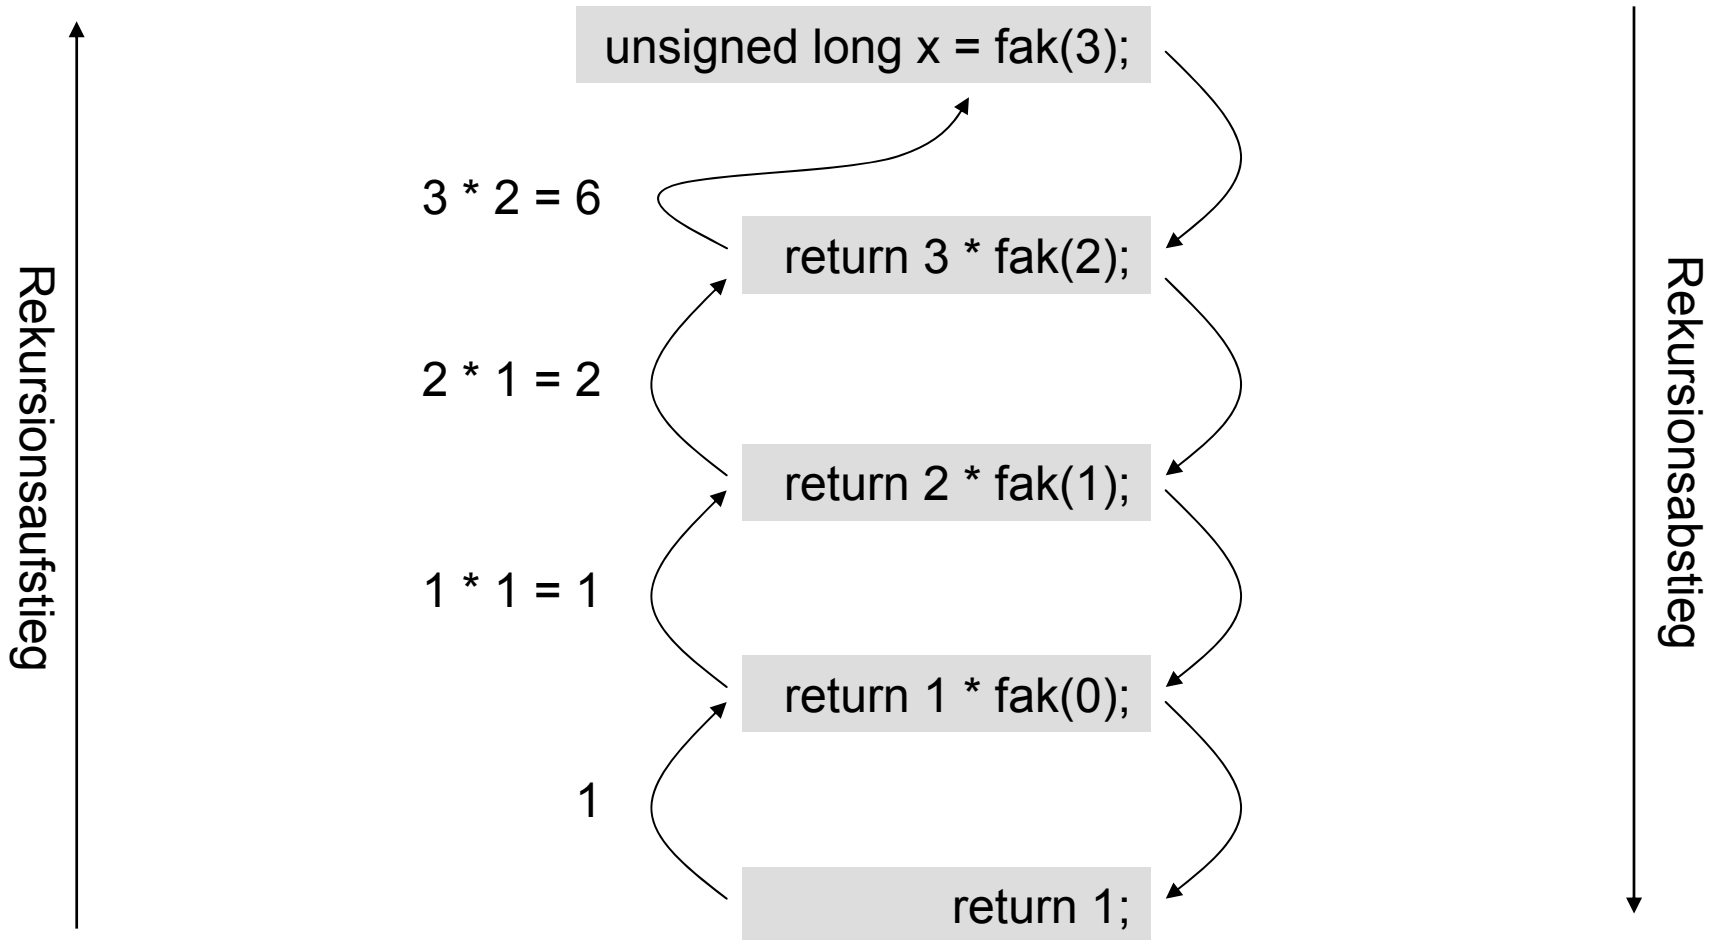 unsigned long x = fak(3);
3 * 2 = 6
return 3 * fak(2);
2 * 1 = 2
return 2 * fak(1);
1 * 1 = 1
return 1 * fak(0);
1
return 1;
Rekursionsaufstieg
Rekursionsabstieg